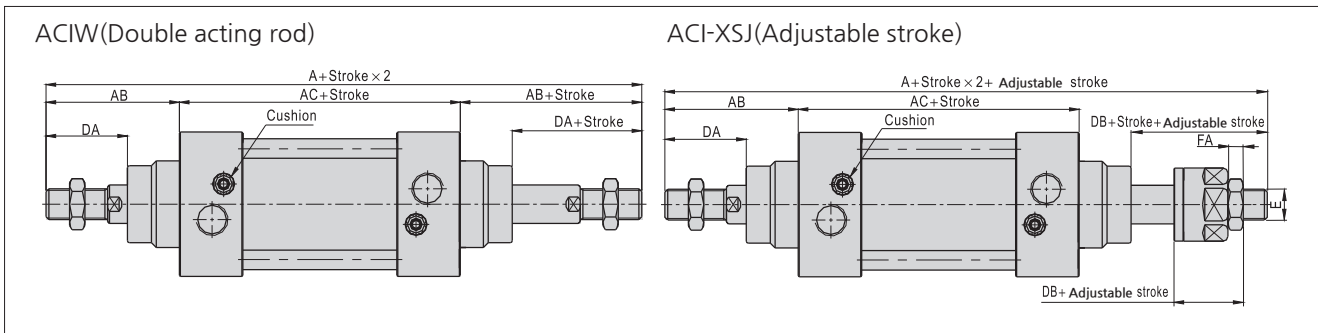 ACIW(Double acting rod)
ACI-XSJ(Adjustable stroke)
A+Stroke×2
AB
AC+Stroke
AB+Stroke
Cushion
DA
DA+Stroke
A+Stroke×2+ Adjustable stroke
AB
AC+Stroke
Cushion
DB+Stroke+Adjustable stroke
DA
FA
E
DB+ Adjustable stroke